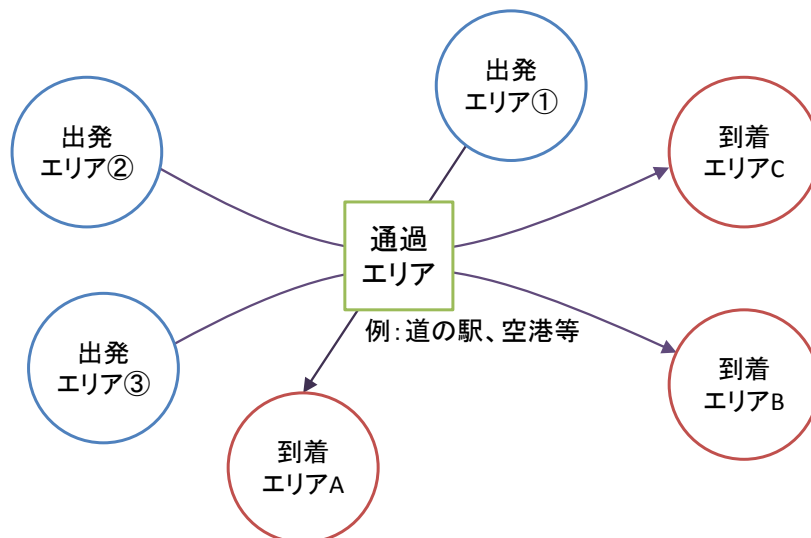 出発
エリア①
出発
エリア②
到着
エリアC
通過
エリア
例：道の駅、空港等
出発
エリア③
到着
エリアB
到着
エリアA